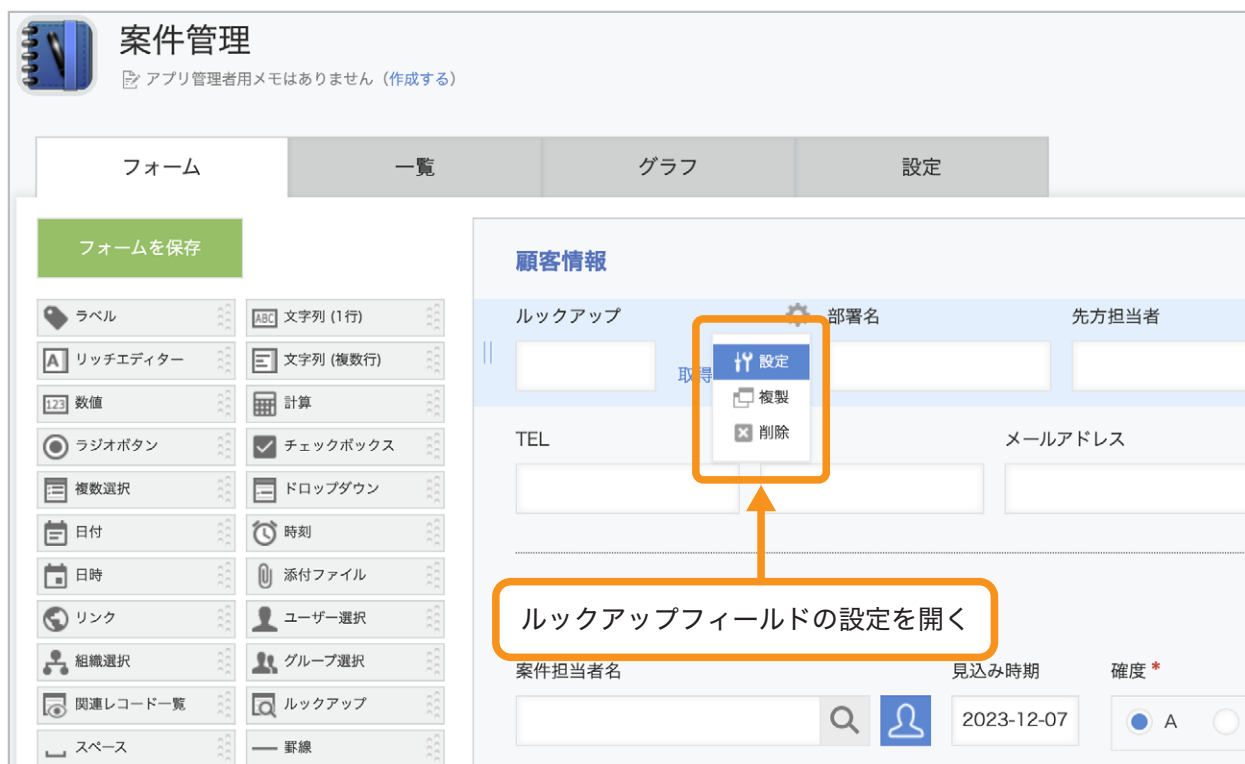 案件管理
アプリ管理者用メモはありません（作成する）
フォーム 一覧 グラフ 設定
フォームを保存
ラベル ABC 文字列 (1行)
A リッチエディター 文字列 (複数行)
123 数値 計算
ラジオボタン チェックボックス
複数選択 ドロップダウン
日付 時刻
日時 添付ファイル
リンク ユーザー選択
組織選択 グループ選択
関連レコード一覧 ルックアップ
スペース 罫線
顧客情報
ルックアップ 部署名 先方担当者
取得
設定
複製
削除
TEL メールアドレス
ルックアップフィールドの設定を開く
案件担当者名 見込み時期 確度 *
2023-12-07 A